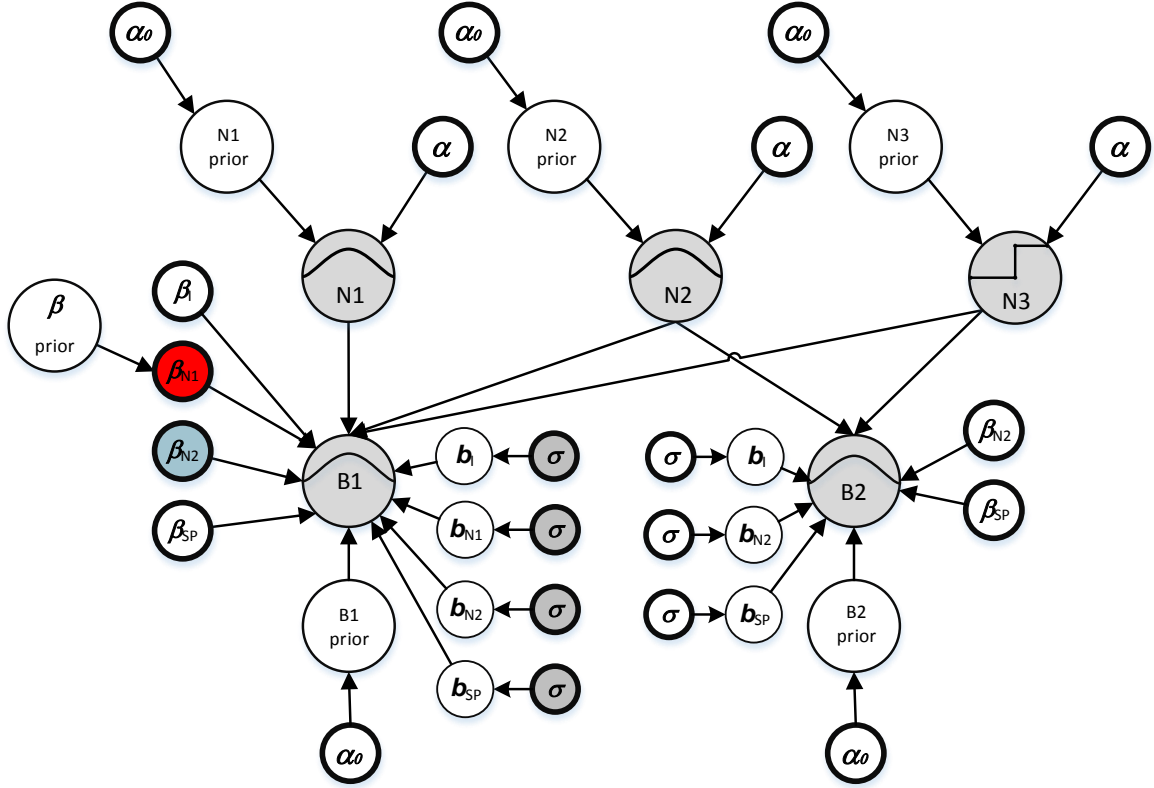 α₀
α₀
α₀
N1
prior
α
N2
prior
α
N3
prior
α
N1
N2
N3
β
prior
βI
βN1
βN2
βSP
B1
bI
σ
bN1
σ
bN2
σ
bSP
σ
B1
prior
α₀
σ
bI
σ
bN2
σ
bSP
B2
βN2
βSP
B2
prior
α₀